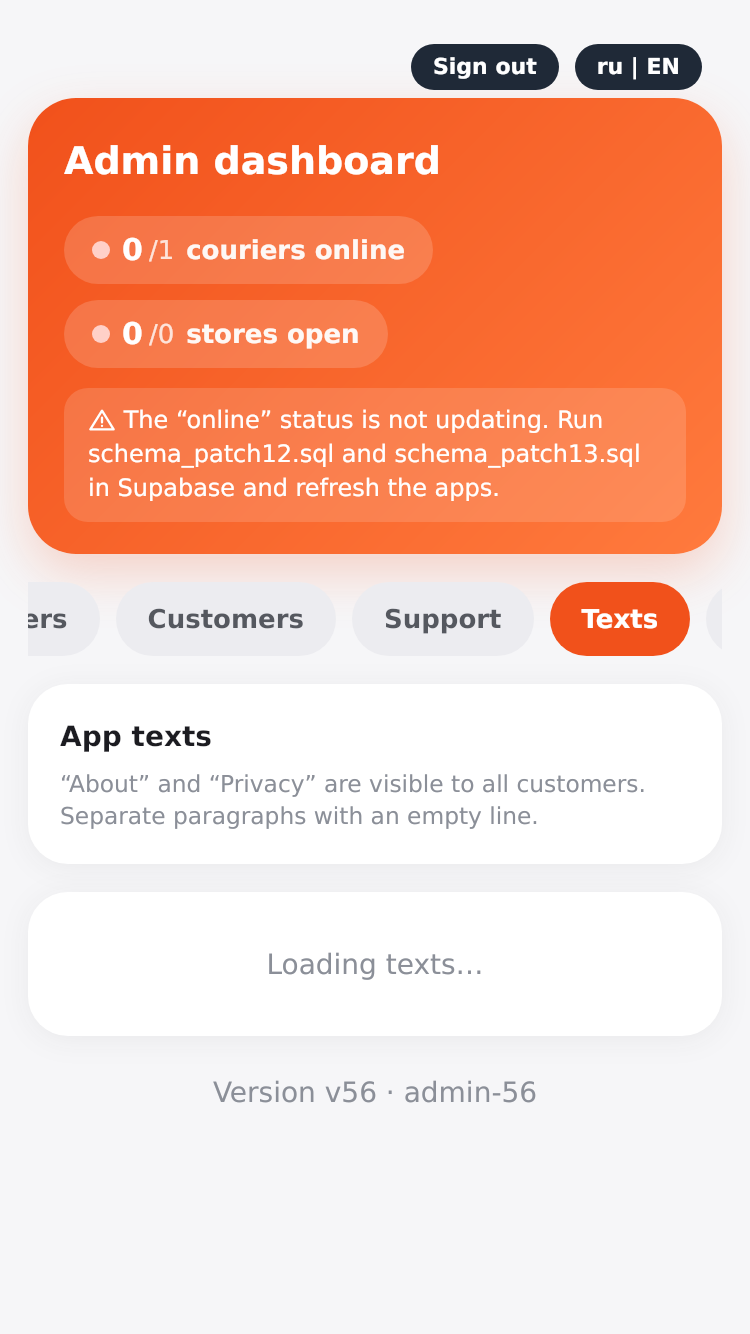 Sign out
ru | EN
Admin dashboard
0 /1 couriers online
0 /0 stores open
⚠ The “online” status is not updating. Run
schema_patch12.sql and schema_patch13.sql
in Supabase and refresh the apps.
ers
Customers
Support
Texts
App texts
“About” and “Privacy” are visible to all customers.
Separate paragraphs with an empty line.
Loading texts…
Version v56 · admin-56